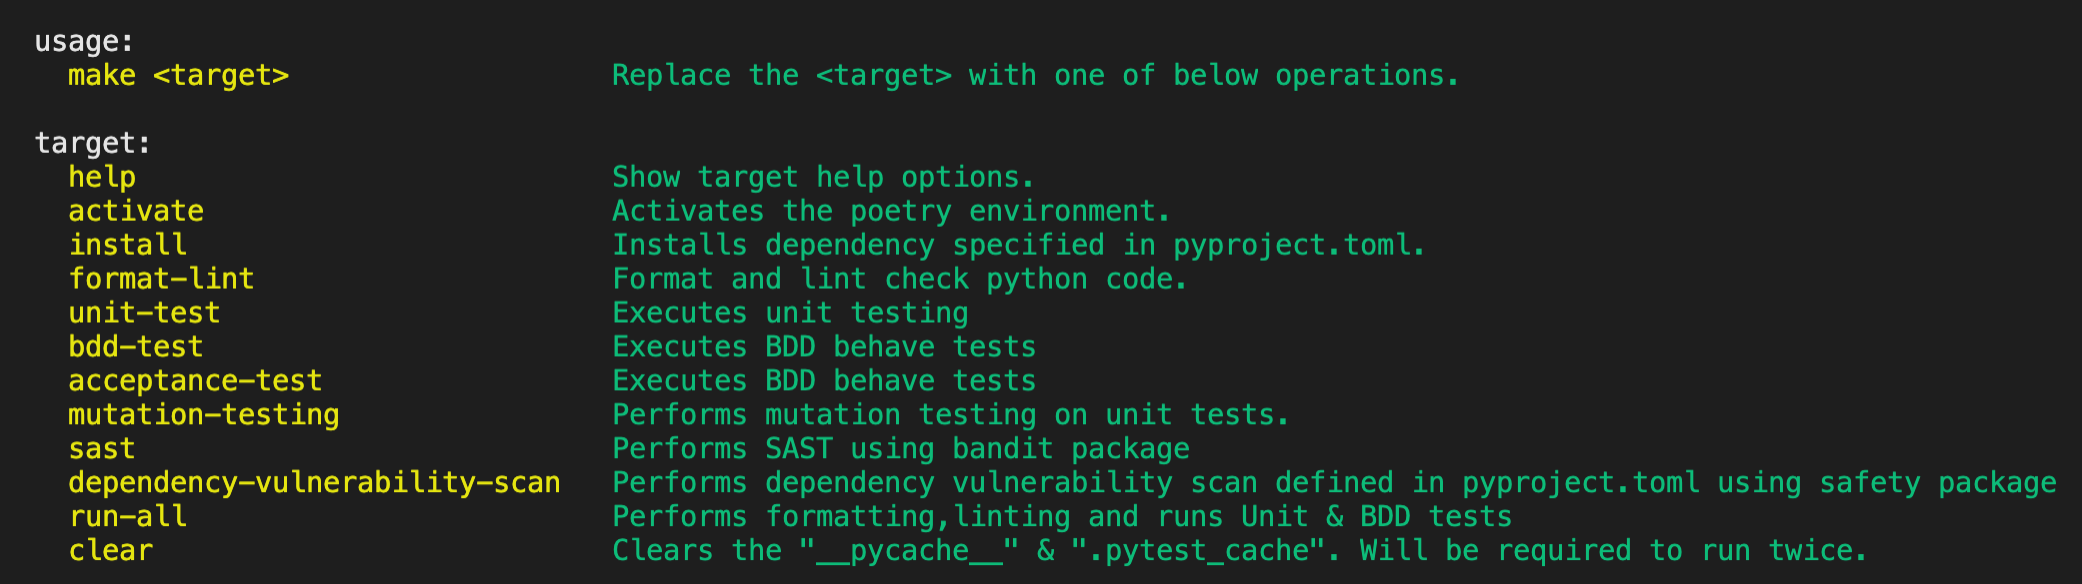 usage:
make <target> Replace the <target> with one of below operations.
target:
help Show target help options.
activate Activates the poetry environment.
install Installs dependency specified in pyproject.toml.
format-lint Format and lint check python code.
unit-test Executes unit testing
bdd-test Executes BDD behave tests
acceptance-test Executes BDD behave tests
mutation-testing Performs mutation testing on unit tests.
sast Performs SAST using bandit package
dependency-vulnerability-scan Performs dependency vulnerability scan defined in pyproject.toml using safety package
run-all Performs formatting,linting and runs Unit & BDD tests
clear Clears the "__pycache__" & ".pytest_cache". Will be required to run twice.